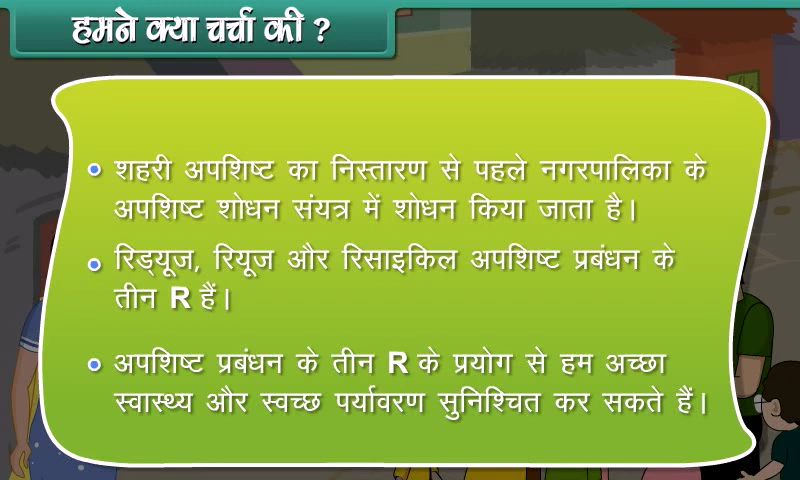 हमने क्या चर्चा की ?
शहरी अपशिष्ट का निस्तारण से पहले नगरपालिका के
अपशिष्ट शोधन संयत्र में शोधन किया जाता है।
रिड्यूज, रियूज और रिसाइकिल अपशिष्ट प्रबंधन के
तीन R हैं।
अपशिष्ट प्रबंधन के तीन R के प्रयोग से हम अच्छा
स्वास्थ्य और स्वच्छ पर्यावरण सुनिश्चित कर सकते हैं।